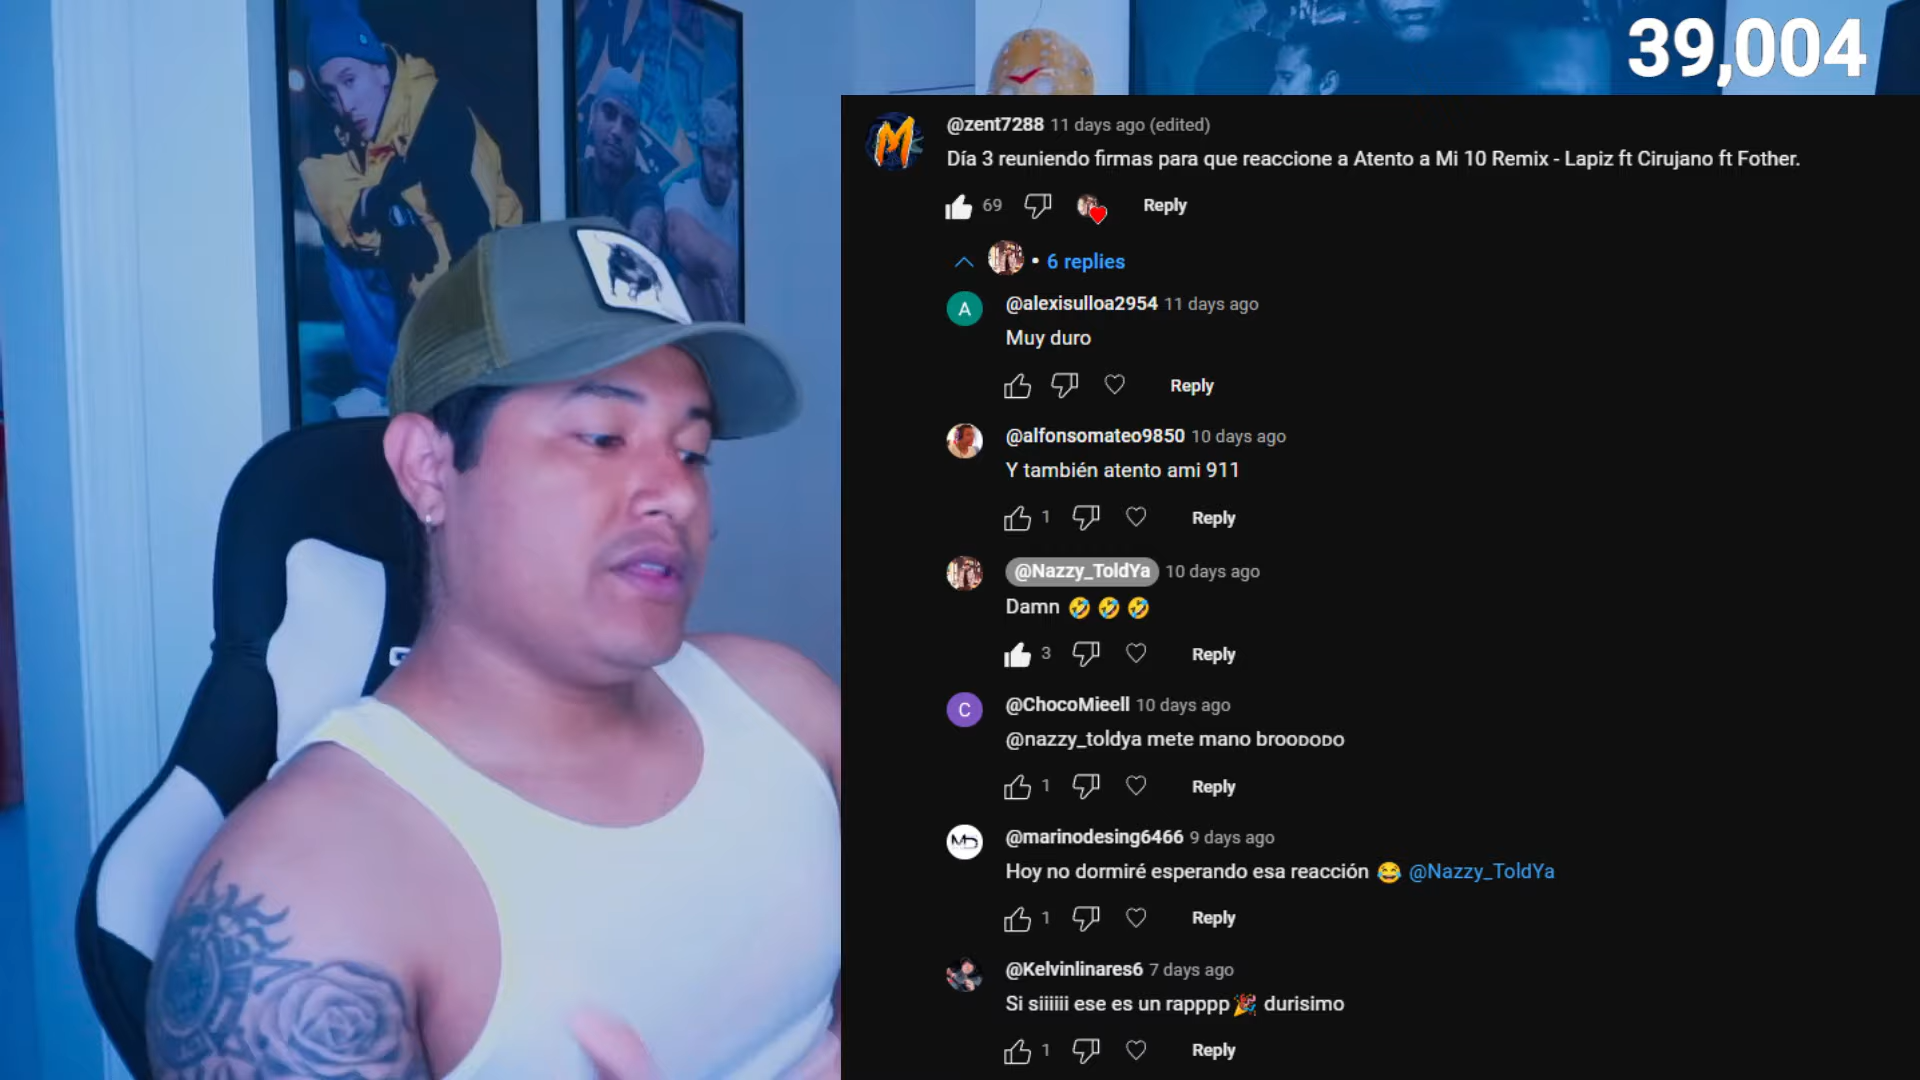 39,004
@zent7288 11 days ago (edited)
Día 3 reuniendo firmas para que reaccione a Atento a Mi 10 Remix - Lapiz ft Cirujano ft Fother.
69 Reply
• 6 replies
A @alexisulloa2954 11 days ago
Muy duro
Reply
@alfonsomateo9850 10 days ago
Y también atento ami 911
1 Reply
@Nazzy_ToldYa 10 days ago
Damn 🤣 🤣 🤣
3 Reply
C @ChocoMieell 10 days ago
@nazzy_toldya mete mano brooᴅoᴅo
1 Reply
@marinodesing6466 9 days ago
Hoy no dormiré esperando esa reacción 😂 @Nazzy_ToldYa
1 Reply
@Kelvinlinares6 7 days ago
Si siiiiii ese es un rapppp🎉 durisimo
1 Reply